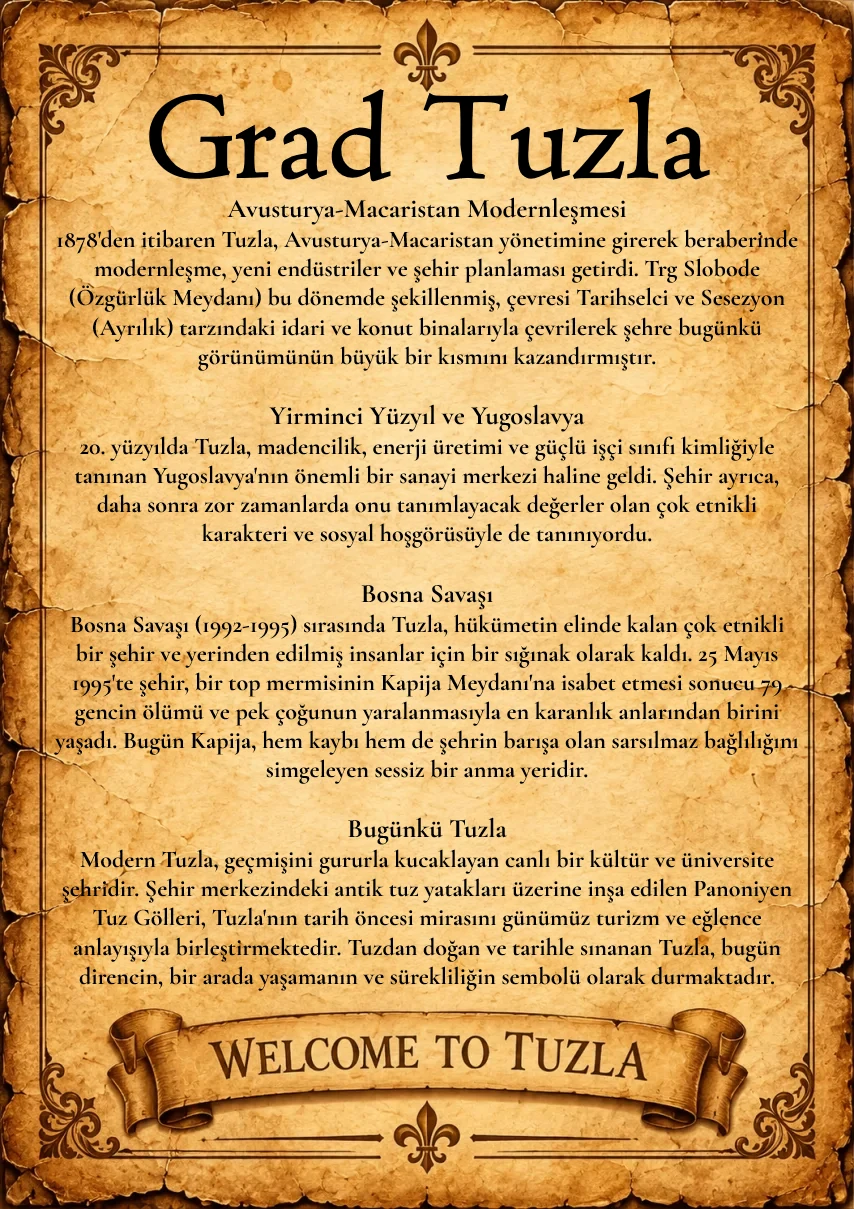 Grad Tuzla
Avusturya-Macaristan Modernleşmesi
1878'den itibaren Tuzla, Avusturya-Macaristan yönetimine girerek beraberinde
modernleşme, yeni endüstriler ve şehir planlaması getirdi. Trg Slobode
(Özgürlük Meydanı) bu dönemde şekillenmiş, çevresi Tarihselci ve Sesezyon
(Ayrılık) tarzındaki idari ve konut binalarıyla çevrilerek şehre bugünkü
görünümünün büyük bir kısmını kazandırmıştır.
Yirminci Yüzyıl ve Yugoslavya
20. yüzyılda Tuzla, madencilik, enerji üretimi ve güçlü işçi sınıfı kimliğiyle
tanınan Yugoslavya'nın önemli bir sanayi merkezi haline geldi. Şehir ayrıca,
daha sonra zor zamanlarda onu tanımlayacak değerler olan çok etnikli
karakteri ve sosyal hoşgörüsüyle de tanınıyordu.
Bosna Savaşı
Bosna Savaşı (1992-1995) sırasında Tuzla, hükümetin elinde kalan çok etnikli
bir şehir ve yerinden edilmiş insanlar için bir sığınak olarak kaldı. 25 Mayıs
1995'te şehir, bir top mermisinin Kapija Meydanı'na isabet etmesi sonucu 79
gencin ölümü ve pek çoğunun yaralanmasıyla en karanlık anlarından birini
yaşadı. Bugün Kapija, hem kaybı hem de şehrin barışa olan sarsılmaz bağlılığını
simgeleyen sessiz bir anma yeridir.
Bugünkü Tuzla
Modern Tuzla, geçmişini gururla kucaklayan canlı bir kültür ve üniversite
şehridir. Şehir merkezindeki antik tuz yatakları üzerine inşa edilen Panoniyen
Tuz Gölleri, Tuzla'nın tarih öncesi mirasını günümüz turizm ve eğlence
anlayışıyla birleştirmektedir. Tuzdan doğan ve tarihle sınanan Tuzla, bugün
direncin, bir arada yaşamanın ve sürekliliğin sembolü olarak durmaktadır.
WELCOME TO TUZLA